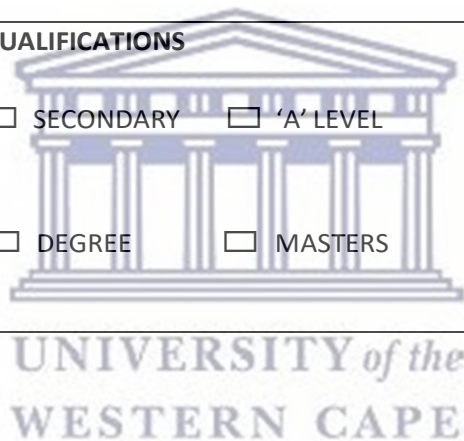 UALIFICATIONS
☐ SECONDARY ☐ ‘A’ LEVEL
☐ DEGREE ☐ MASTERS
UNIVERSITY of the
WESTERN CAPE